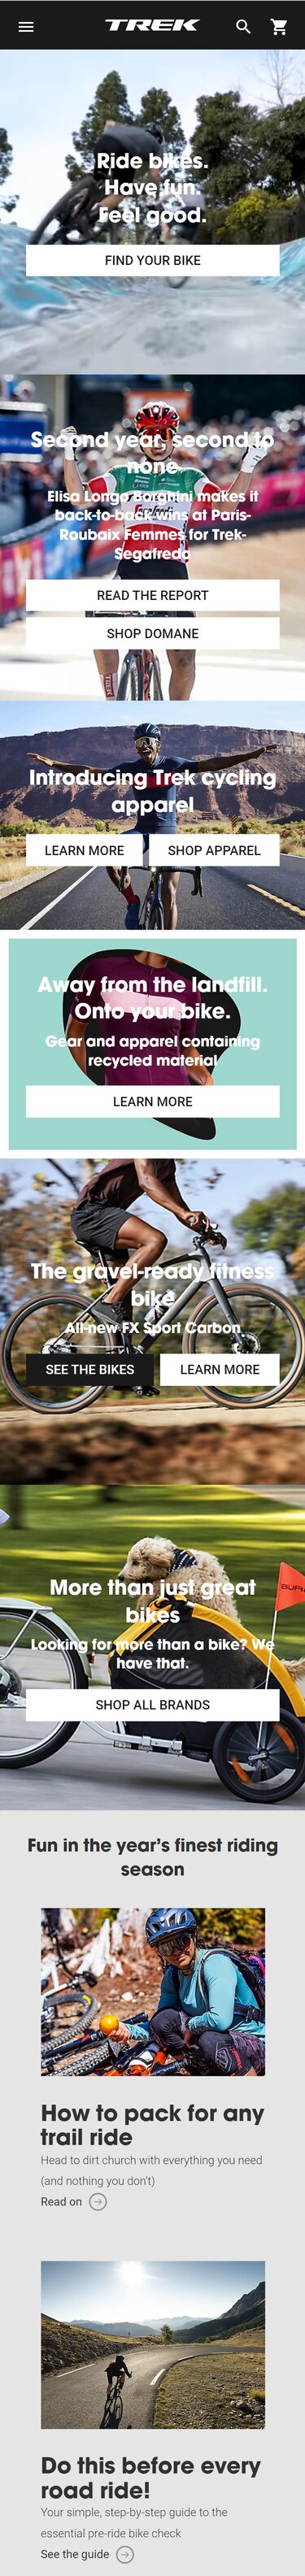 TREK
Ride bikes.
Have fun.
Feel good.
FIND YOUR BIKE
Second year, second to
none
Elisa Longo Borghini makes it
back-to-back wins at Paris-
Roubaix Femmes for Trek-
Segafredo
READ THE REPORT
SHOP DOMANE
TREK
Introducing Trek cycling
apparel
LEARN MORE
SHOP APPAREL
Away from the landfill.
Onto your bike.
Gear and apparel containing
recycled material
LEARN MORE
The gravel-ready fitness
bike
All-new FX Sport Carbon
SEE THE BIKES
LEARN MORE
More than just great
bikes
Looking for more than a bike? We
have that.
SHOP ALL BRANDS
Fun in the year's finest riding
season
How to pack for any
trail ride
Head to dirt church with everything you need
(and nothing you don't)
Read on
Do this before every
road ride!
Your simple, step-by-step guide to the
essential pre-ride bike check
See the guide